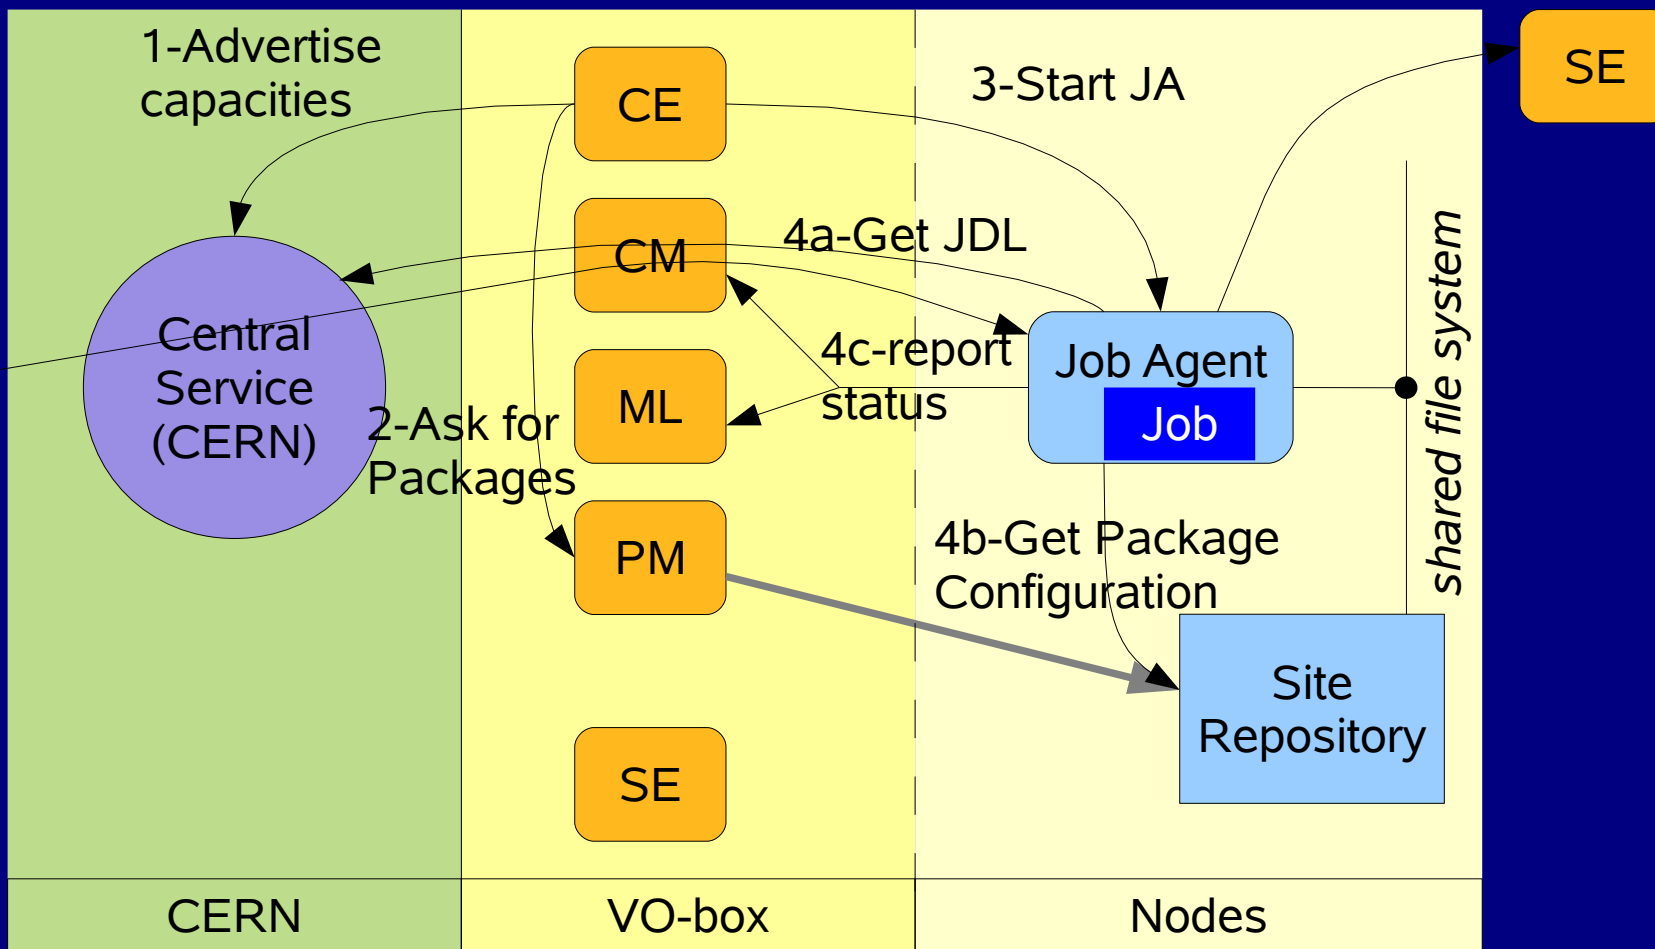 1-Advertise
capacities
CE
3-Start JA
SE
CM
4a-Get JDL
Central
Service
(CERN)
2-Ask for
Packages
ML
4c-report
status
Job Agent
Job
shared file system
PM
4b-Get Package
Configuration
Site
Repository
SE
CERN
VO-box
Nodes